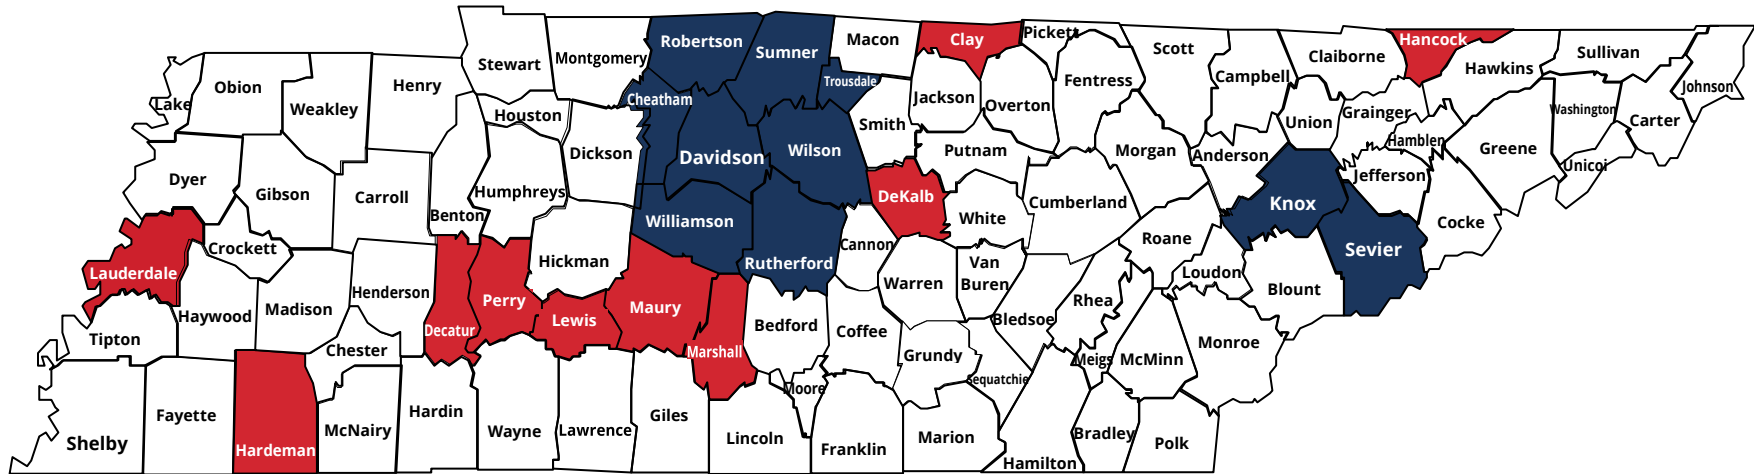 Pickett
Clay
Macon
Hancock
Robertson
Scott
Sumner
Sullivan
Claiborne
Montgomery
Stewart
Hawkins
Campbell
Fentress
Trousdale
Henry
Obion
Johnson
Jackson
Cheatham
Lake
Overton
Weakley
Washington
Grainger
Houston
Carter
Union
Smith
Hamblen
Greene
Putnam
Morgan
Wilson
Dickson
Anderson
Davidson
Unicoi
Jefferson
Dyer
Humphreys
Gibson
DeKalb
Carroll
Cumberland
Knox
Benton
White
Williamson
Cocke
Roane
Cannon
Crockett
Sevier
Hickman
Van
Buren
Rutherford
Loudon
Lauderdale
Warren
Blount
Henderson
Perry
Rhea
Maury
Madison
Haywood
Lewis
Bledsoe
Bedford
Decatur
Coffee
Tipton
Monroe
Chester
Marshall
Grundy
Meigs
McMinn
Sequatchie
Moore
Hardin
Fayette
Giles
McNairy
Wayne
Lawrence
Bradley
Lincoln
Marion
Shelby
Polk
Franklin
Hardeman
Hamilton